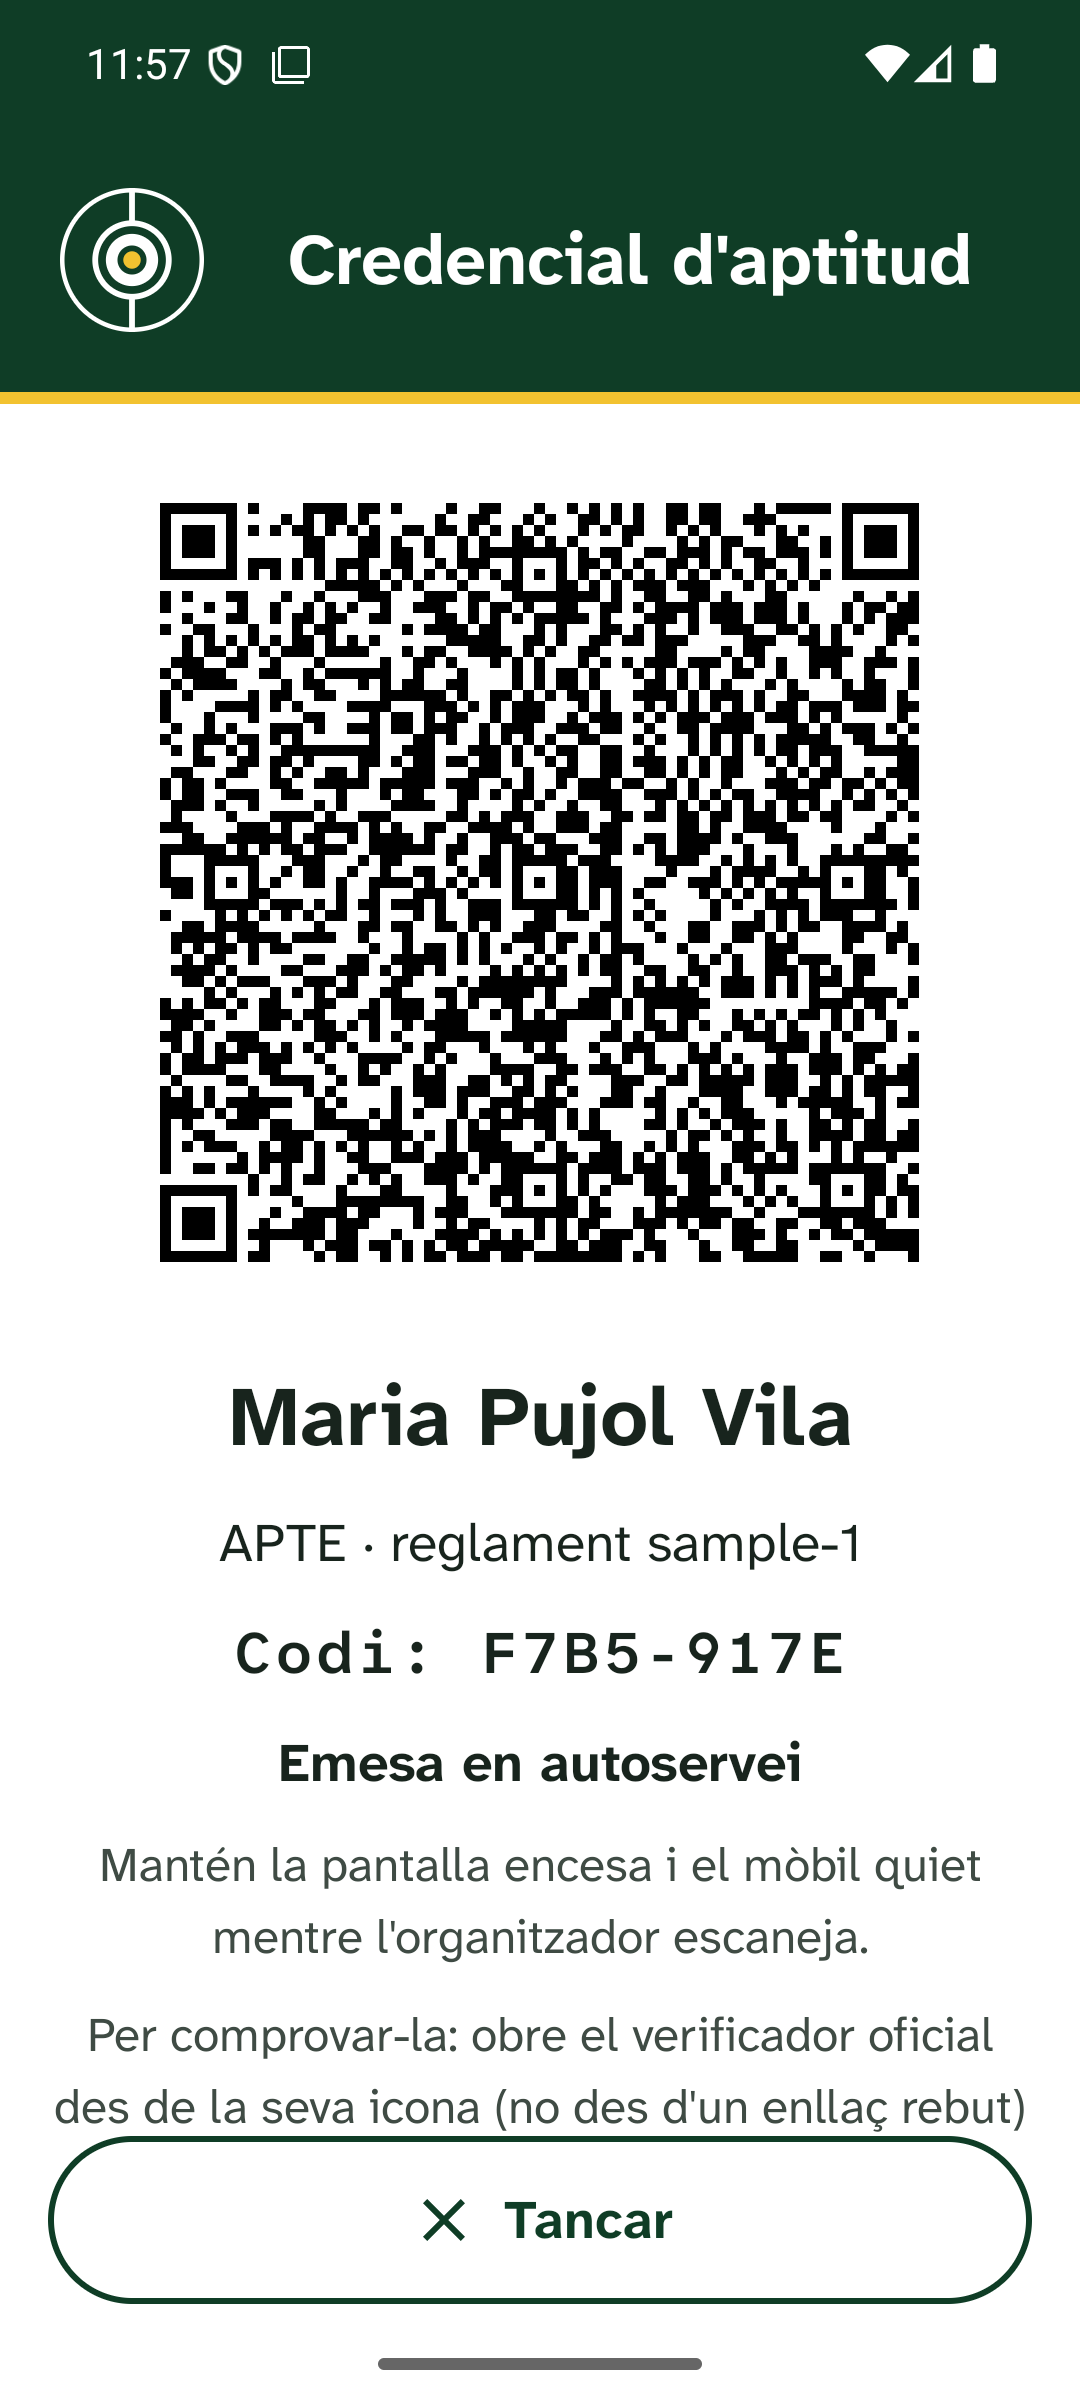 11:57
Credencial d'aptitud
Maria Pujol Vila
APTE · reglament sample-1
Codi: F7B5-917E
Emesa en autoservei
Mantén la pantalla encesa i el mòbil quiet
mentre l'organitzador escaneja.
Per comprovar-la: obre el verificador oficial
des de la seva icona (no des d'un enllaç rebut)
Tancar